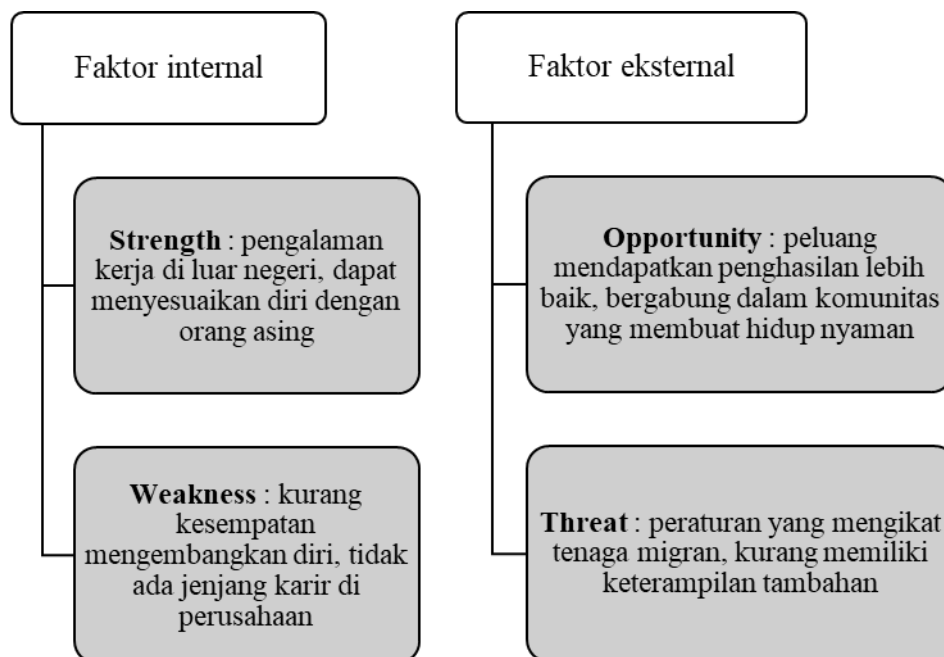 Faktor internal
Strength : pengalaman
kerja di luar negeri, dapat
menyesuaikan diri dengan
orang asing
Weakness : kurang
kesempatan
mengembangkan diri, tidak
ada jenjang karir di
perusahaan
Faktor eksternal
Opportunity : peluang
mendapatkan penghasilan lebih
baik, bergabung dalam komunitas
yang membuat hidup nyaman
Threat : peraturan yang mengikat
tenaga migran, kurang memiliki
keterampilan tambahan